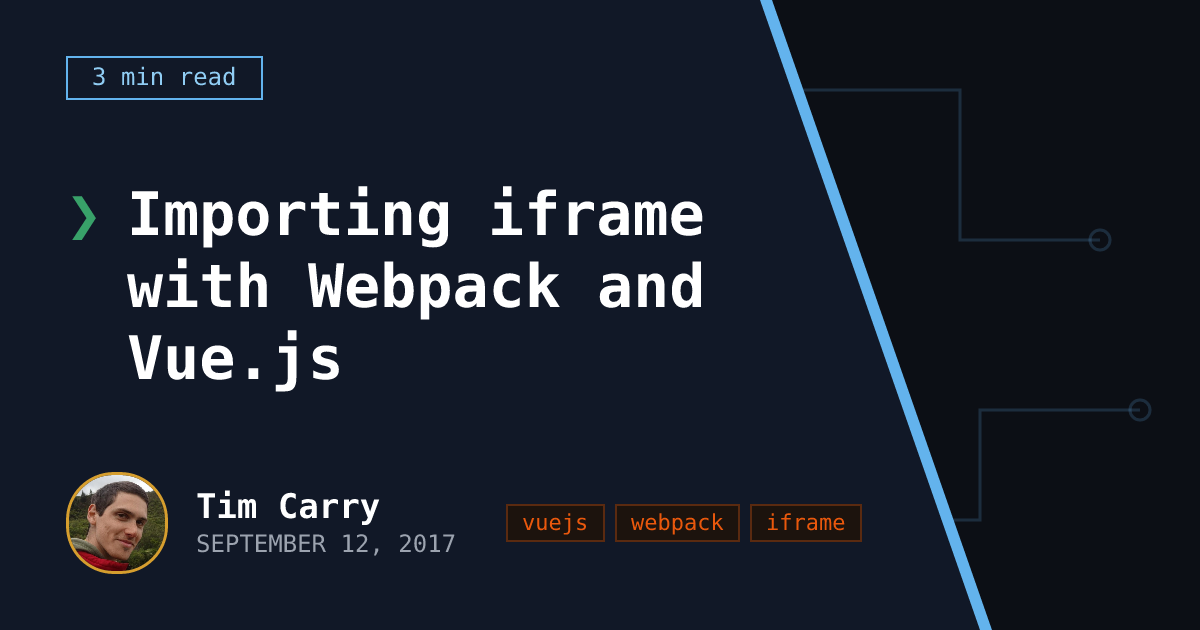 3 min read
❯ Importing iframe
with Webpack and
Vue.js
Tim Carry
SEPTEMBER 12, 2017
vuejs webpack iframe